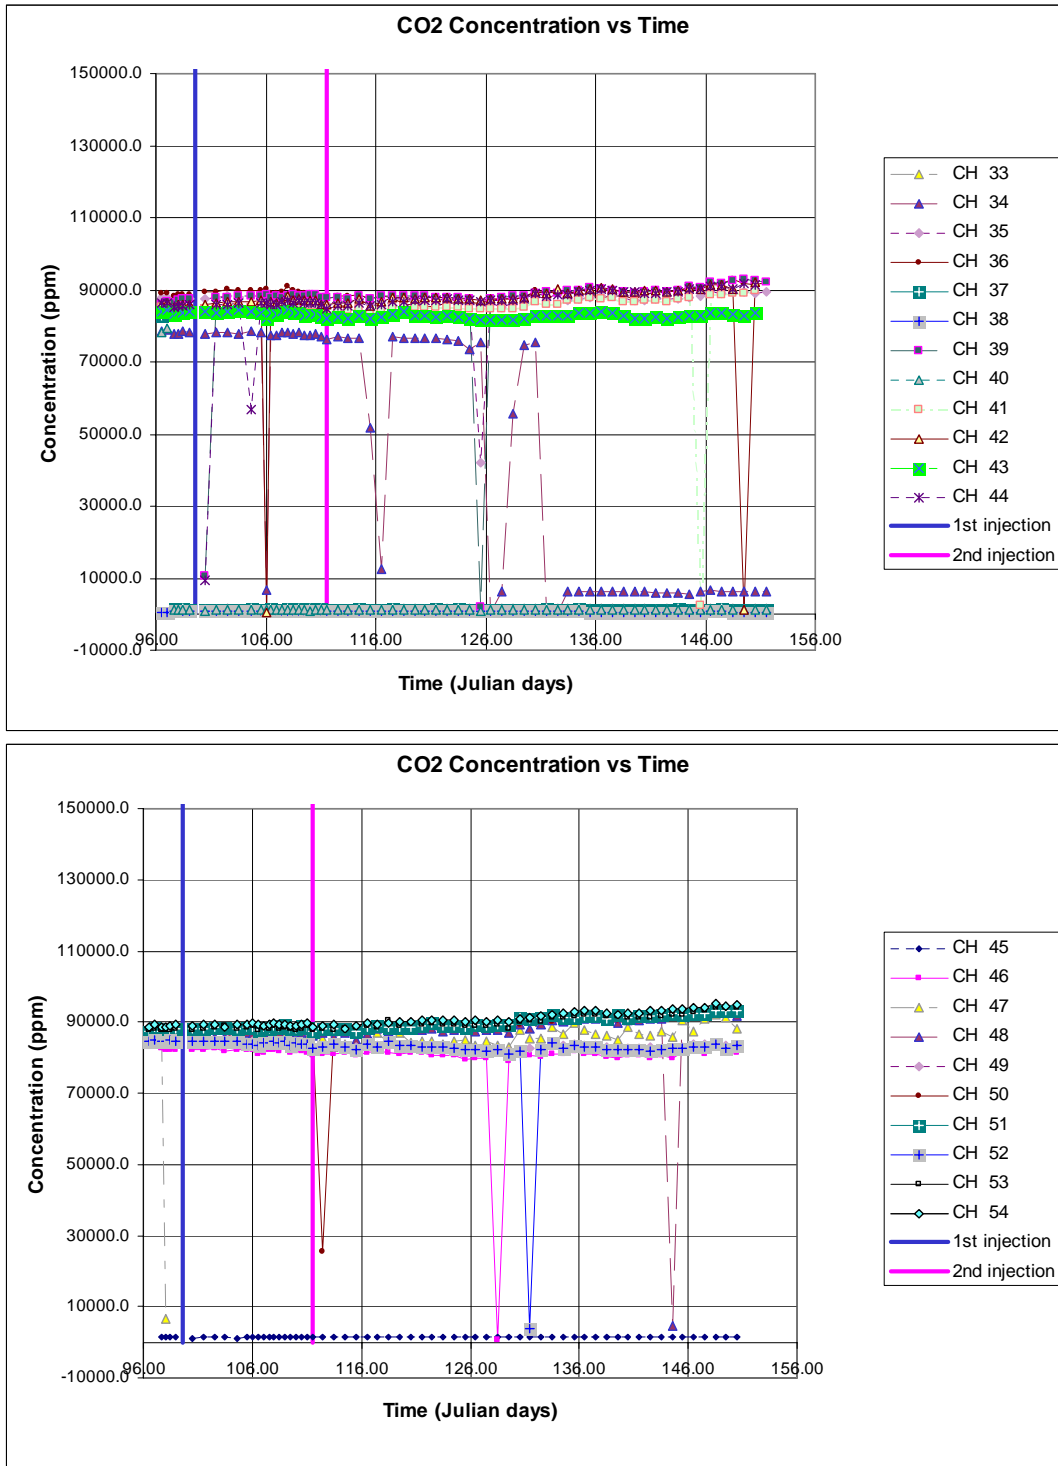 CO2 Concentration vs Time
150000.0
130000.0
110000.0
90000.0
70000.0
50000.0
30000.0
10000.0
-10000.0
96.00 106.00 116.00 126.00 136.00 146.00 156.00
Concentration (ppm)
Time (Julian days)
CH 33
CH 34
CH 35
CH 36
CH 37
CH 38
CH 39
CH 40
CH 41
CH 42
CH 43
CH 44
1st injection
2nd injection
CO2 Concentration vs Time
150000.0
130000.0
110000.0
90000.0
70000.0
50000.0
30000.0
10000.0
-10000.0
96.00 106.00 116.00 126.00 136.00 146.00 156.00
Concentration (ppm)
Time (Julian days)
CH 45
CH 46
CH 47
CH 48
CH 49
CH 50
CH 51
CH 52
CH 53
CH 54
1st injection
2nd injection